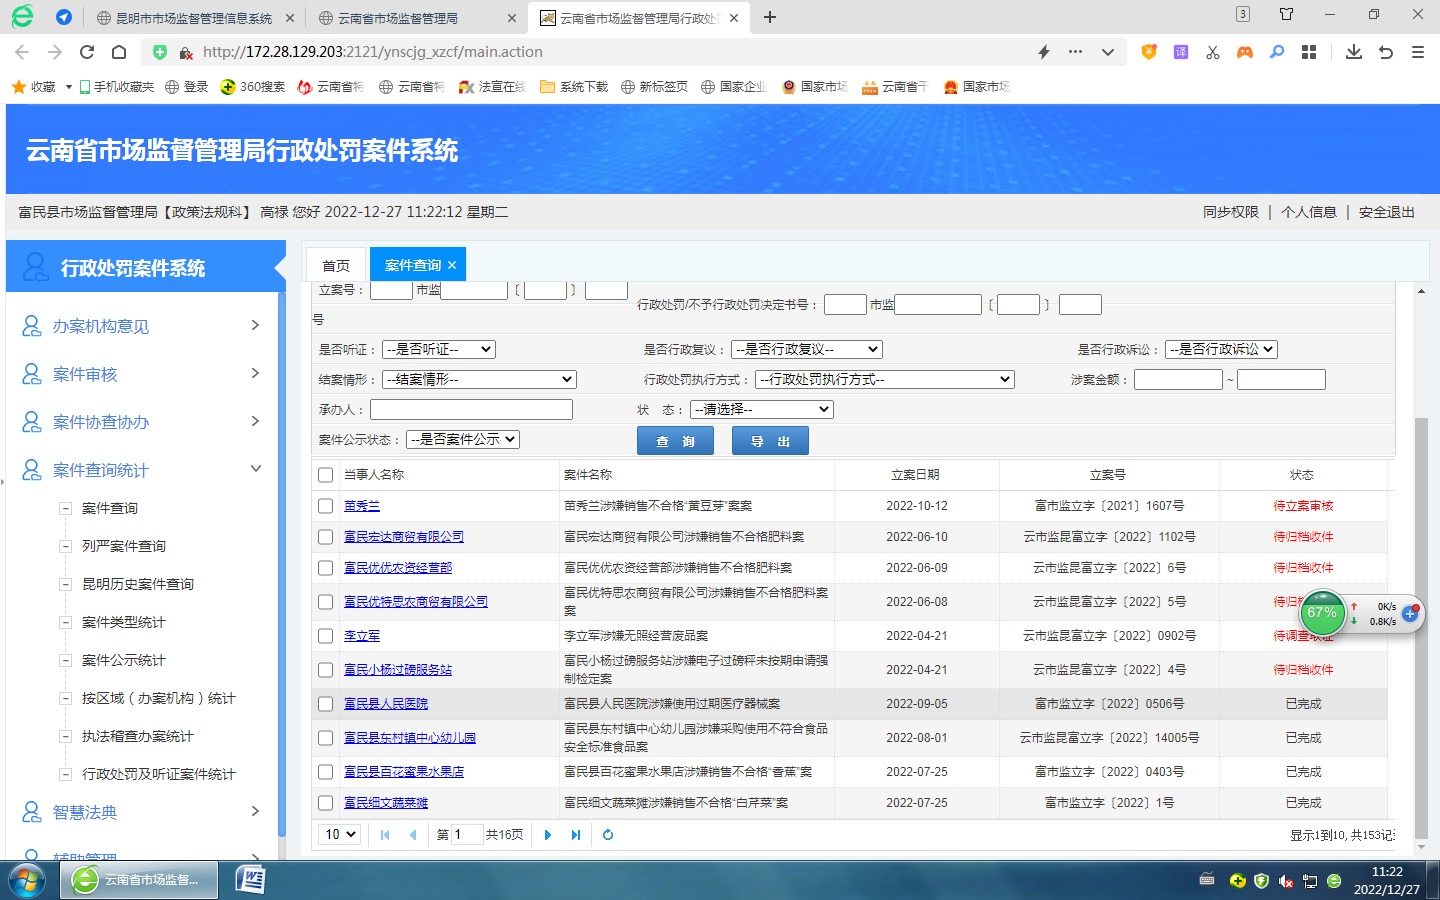 昆明市市场监督管理信息系统
云南省市场监督管理局
云南省市场监督管理局行政处罚
3
http://172.28.129.203:2121/ynscjg_xzcf/main.action
译
收藏 手机收藏夹 登录 360搜索 云南省特 云南省特 法宣在线 系统下载 新标签页 国家企业 国家市场 云南省干 国家市场
云南省市场监督管理局行政处罚案件系统
富民县市场监督管理局【政策法规科】 高禄 您好 2022-12-27 11:22:12 星期二
同步权限 | 个人信息 | 安全退出
行政处罚案件系统
办案机构意见
案件审核
案件协查协办
案件查询统计
案件查询
列严案件查询
昆明历史案件查询
案件类型统计
案件公示统计
按区域（办案机构）统计
执法稽查办案统计
行政处罚及听证案件统计
智慧法典
辅助管理
首页 案件查询 ×
立案号： 市监 〔 〕
号
行政处罚/不予行政处罚决定书号： 市监 〔 〕
是否听证： --是否听证-- 是否行政复议： --是否行政复议-- 是否行政诉讼： --是否行政诉讼
结案情形： --结案情形-- 行政处罚执行方式： --行政处罚执行方式-- 涉案金额： ~
承办人： 状 态： --请选择--
案件公示状态： --是否案件公示- 查 询 导 出
当事人名称 案件名称 立案日期 立案号 状态
苗秀兰 苗秀兰涉嫌销售不合格“黄豆芽”案案 2022-10-12 富市监立字〔2021〕1607号 待立案审核
富民宏达商贸有限公司 富民宏达商贸有限公司涉嫌销售不合格肥料案 2022-06-10 云市监昆富立字〔2022〕1102号 待归档收件
富民优优农资经营部 富民优优农资经营部涉嫌销售不合格肥料案 2022-06-09 云市监昆富立字〔2022〕6号 待归档收件
富民优特思农商贸有限公司 富民优特思农商贸有限公司涉嫌销售不合格肥料案
案 2022-06-08 云市监昆富立字〔2022〕5号 待归
李立军 李立军涉嫌无照经营废品案 2022-04-21 云市监昆富立字〔2022〕0902号 待调查取证
富民小杨过磅服务站 富民小杨过磅服务站涉嫌电子过磅秤未按期申请强
制检定案 2022-04-21 云市监昆富立字〔2022〕4号 待归档收件
富民县人民医院 富民县人民医院涉嫌使用过期医疗器械案 2022-09-05 富市监立字〔2022〕0506号 已完成
富民县东村镇中心幼儿园 富民县东村镇中心幼儿园涉嫌采购使用不符合食品
安全标准食品案 2022-08-01 云市监昆富立字〔2022〕14005号 已完成
富民县百花蜜果水果店 富民县百花蜜果水果店涉嫌销售不合格“香蕉”案 2022-07-25 富市监立字〔2022〕0403号 已完成
富民细文蔬菜摊 富民细文蔬菜摊涉嫌销售不合格“白芹菜”案 2022-07-25 富市监立字〔2022〕1号 已完成
10 第 1 共16页 显示1到10, 共153记
67% 0K/s
0.8K/s
云南省市场监督...
11:22
2022/12/27